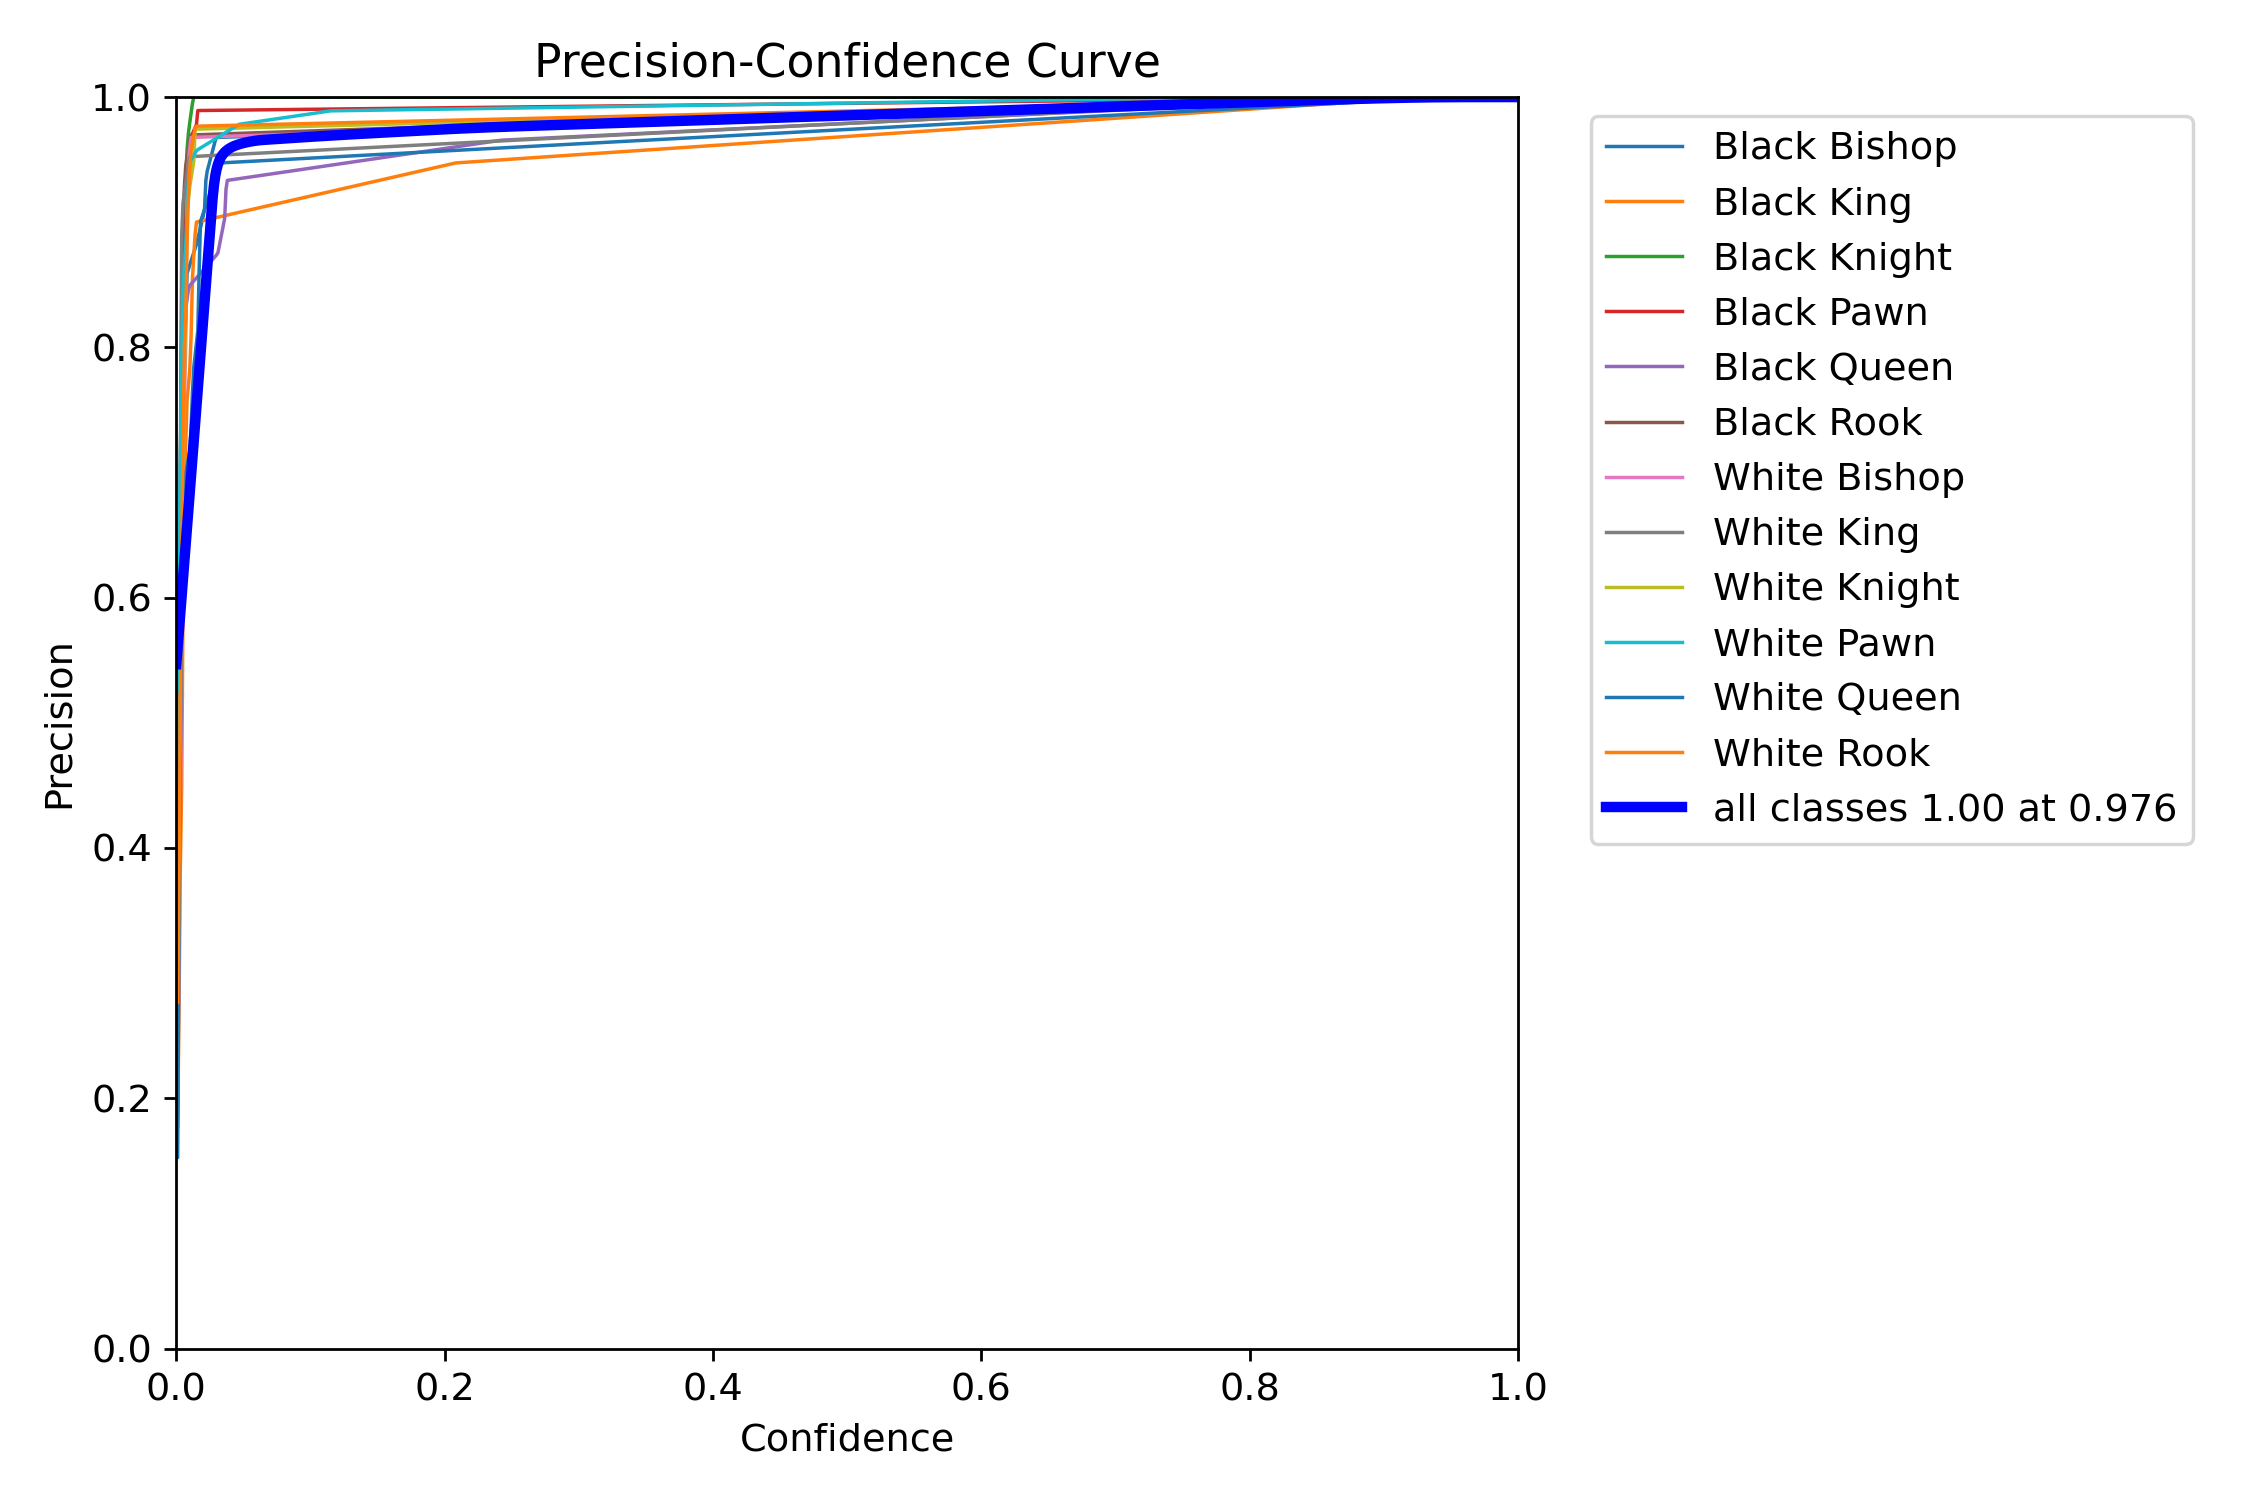 Precision-Confidence Curve
1.0
0.8
0.6
0.4
0.2
0.0
Precision
0.0 0.2 0.4 0.6 0.8 1.0
Confidence
Black Bishop
Black King
Black Knight
Black Pawn
Black Queen
Black Rook
White Bishop
White King
White Knight
White Pawn
White Queen
White Rook
all classes 1.00 at 0.976